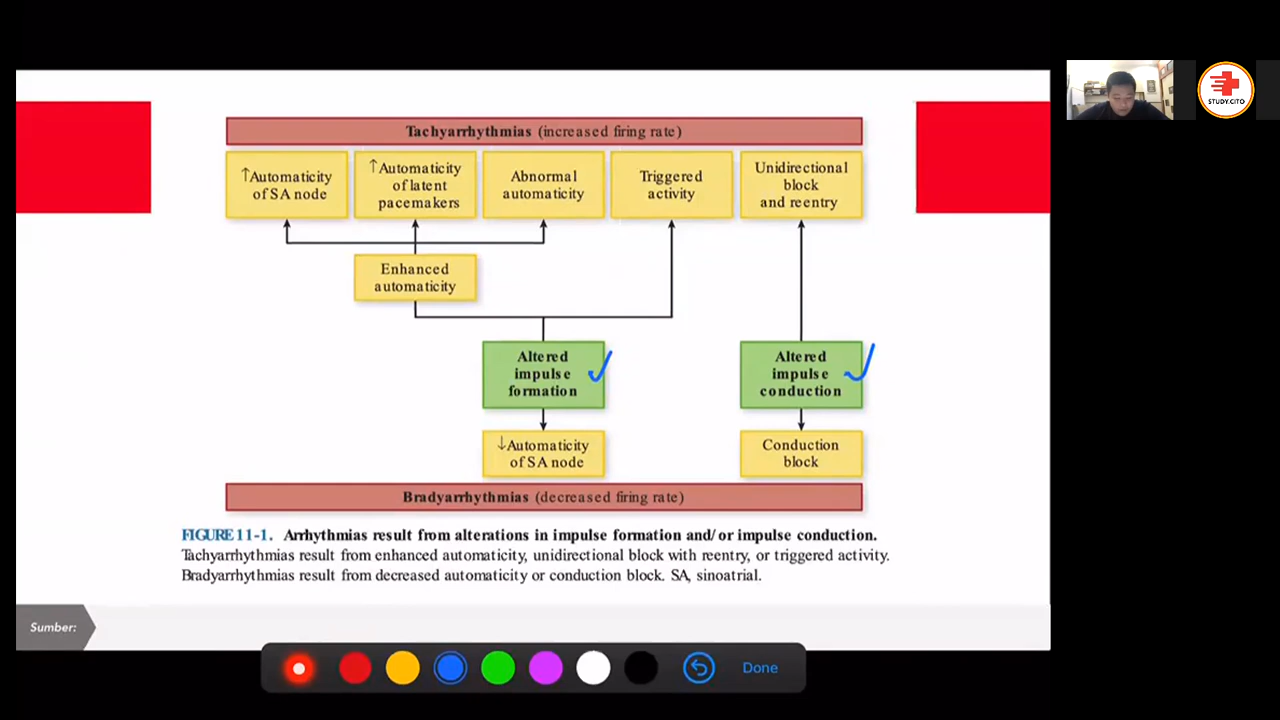 Tachyarrhythmias (increased firing rate)
↑Automaticity
of SA node
↑Automaticity
of latent
pacemakers
Abnormal
automaticity
Triggered
activity
Unidirectional
block
and reentry
Enhanced
automaticity
Altered
impulse
formation
Altered
impulse
conduction
↓Automaticity
of SA node
Conduction
block
Bradyarrhythmias (decreased firing rate)
FIGURE 11-1. Arrhythmias result from alterations in impulse formation and/or impulse conduction.
Tachyarrhythmias result from enhanced automaticity, unidirectional block with reentry, or triggered activity.
Bradyarrhythmias result from decreased automaticity or conduction block. SA, sinoatrial.
Sumber:
Done
STUDY.CITO